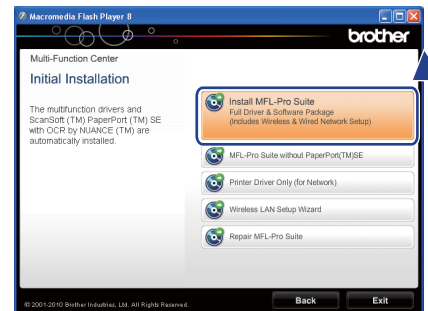 Macromedia Flash Player 8
brother
Multi-Function Center
Initial Installation
The multifunction drivers and
ScanSoft (TM) PaperPort (TM) SE
with OCR by NUANCE (TM) are
automatically installed.
Install MFL-Pro Suite
Full Driver & Software Package
(Includes Wireless & Wired Network Setup)
MFL-Pro Suite without PaperPort(TM)SE
Printer Driver Only (for Network)
Wireless LAN Setup Wizard
Repair MFL-Pro Suite
© 2001-2010 Brother Industries, Ltd. All Rights Reserved.
Back
Exit